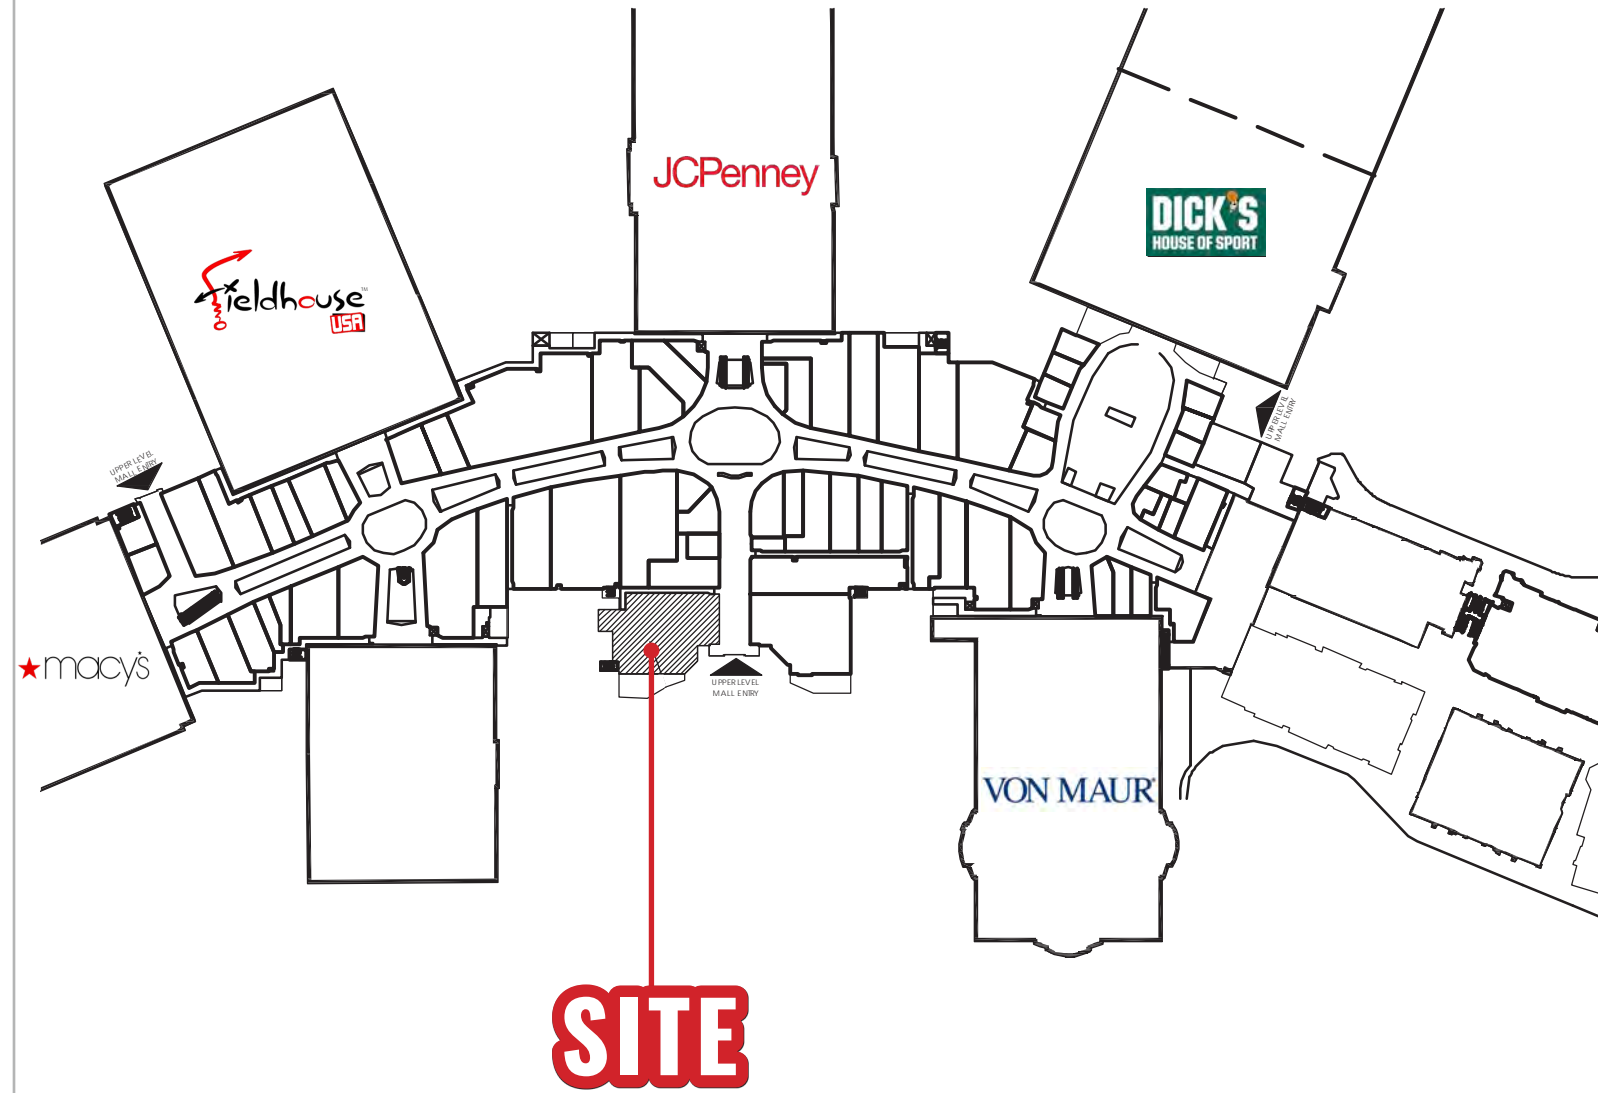 JCPenney
DICK'S
HOUSE OF SPORT
Fieldhouse
USA
UPPER LEVEL
MALL ENTRY
UPPER LEVEL
MALL ENTRY
macy's
UPPER LEVEL
MALL ENTRY
VON MAUR
SITE